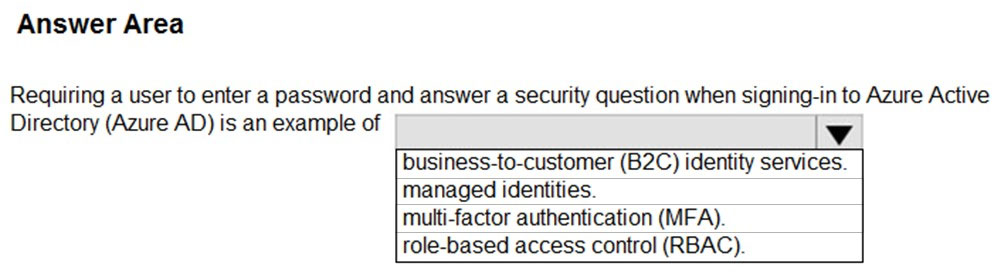 Answer Area
Requiring a user to enter a password and answer a security question when signing-in to Azure Active
Directory (Azure AD) is an example of
business-to-customer (B2C) identity services.
managed identities.
multi-factor authentication (MFA).
role-based access control (RBAC).